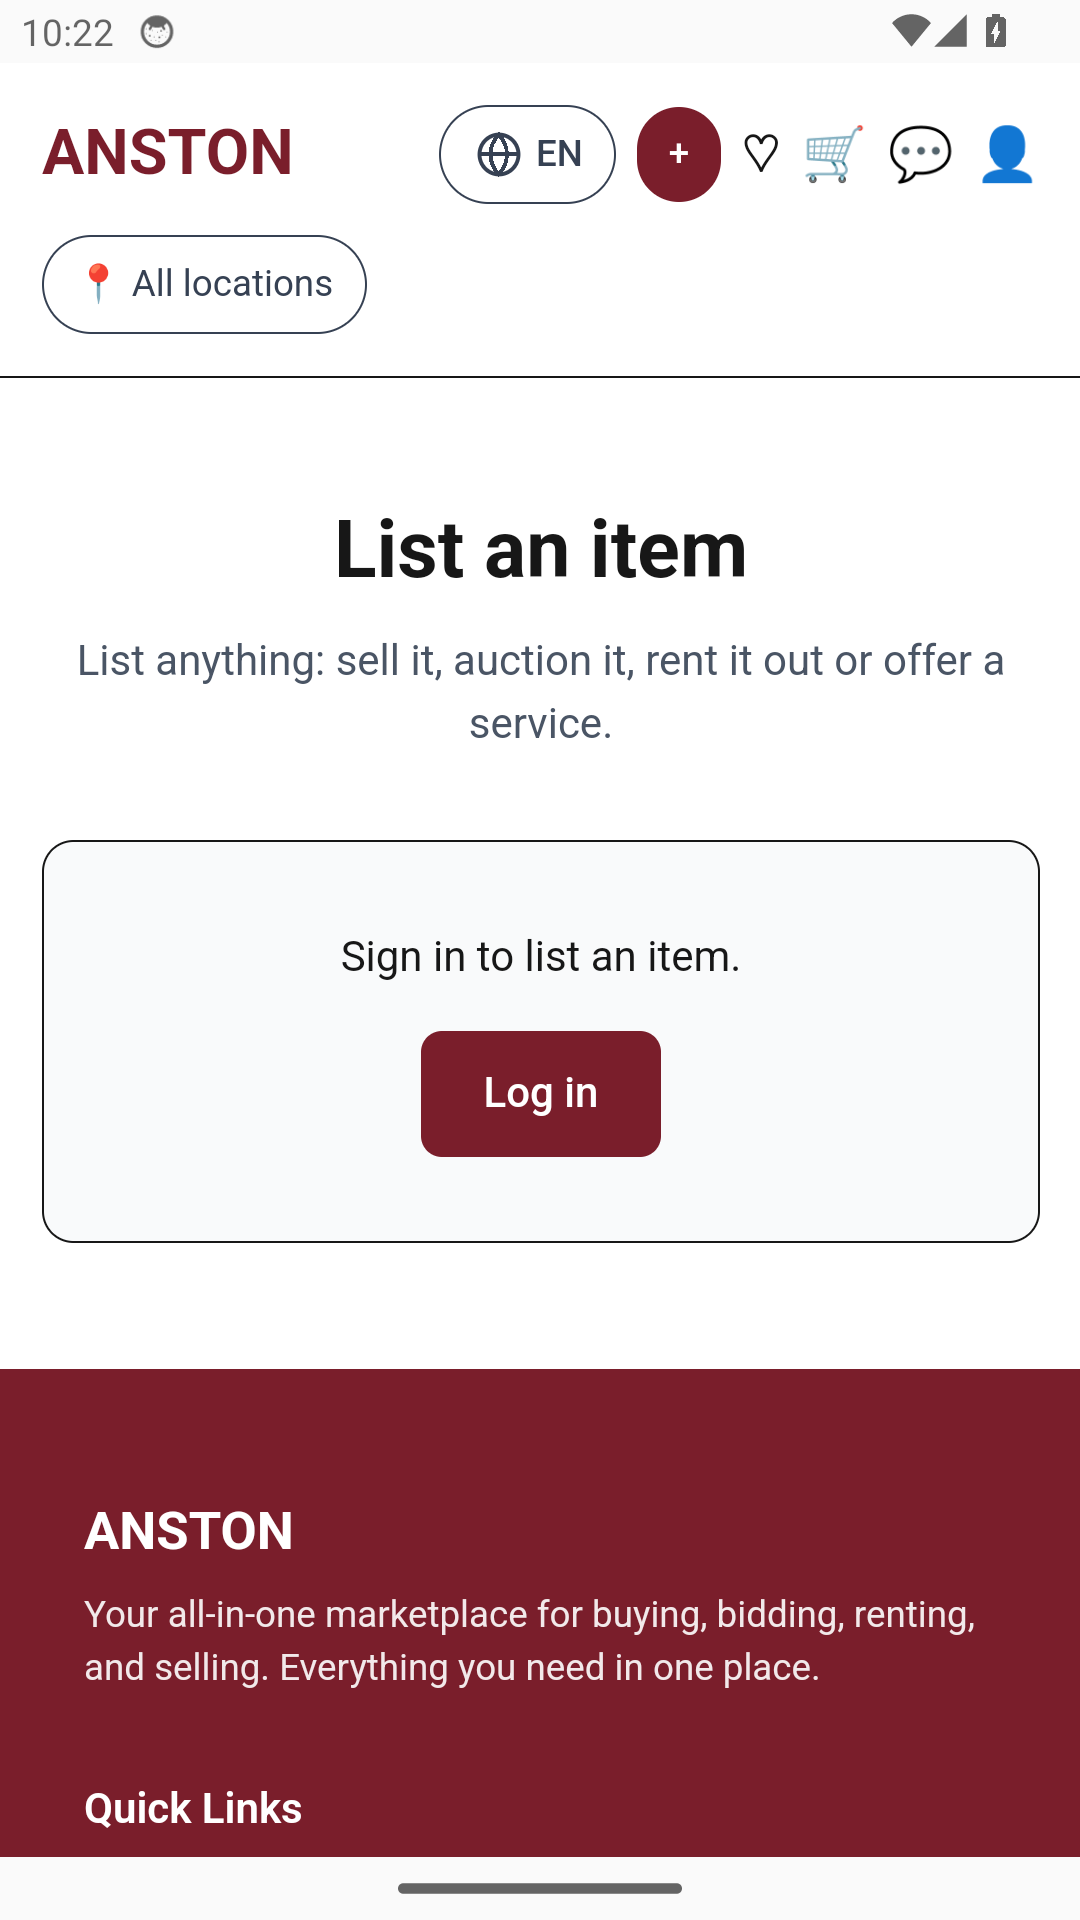 10:22
ANSTON
EN
+
All locations
List an item
List anything: sell it, auction it, rent it out or offer a
service.
Sign in to list an item.
Log in
ANSTON
Your all-in-one marketplace for buying, bidding, renting,
and selling. Everything you need in one place.
Quick Links